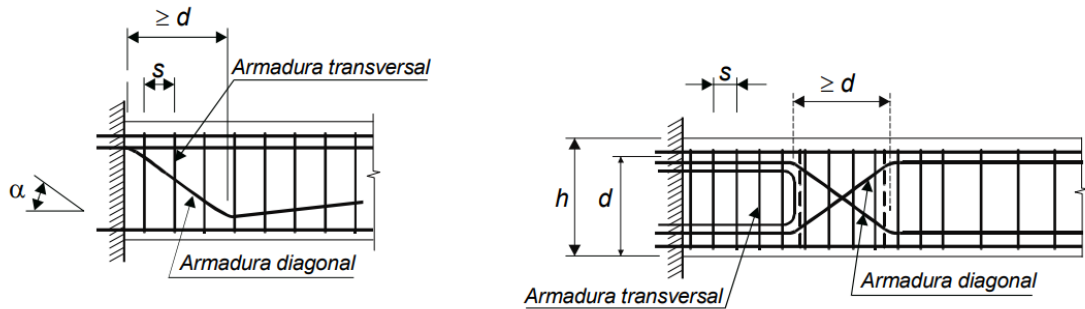 ≥ d
s
Armadura transversal
α
Armadura diagonal
s
≥ d
h
d
Armadura transversal
Armadura diagonal